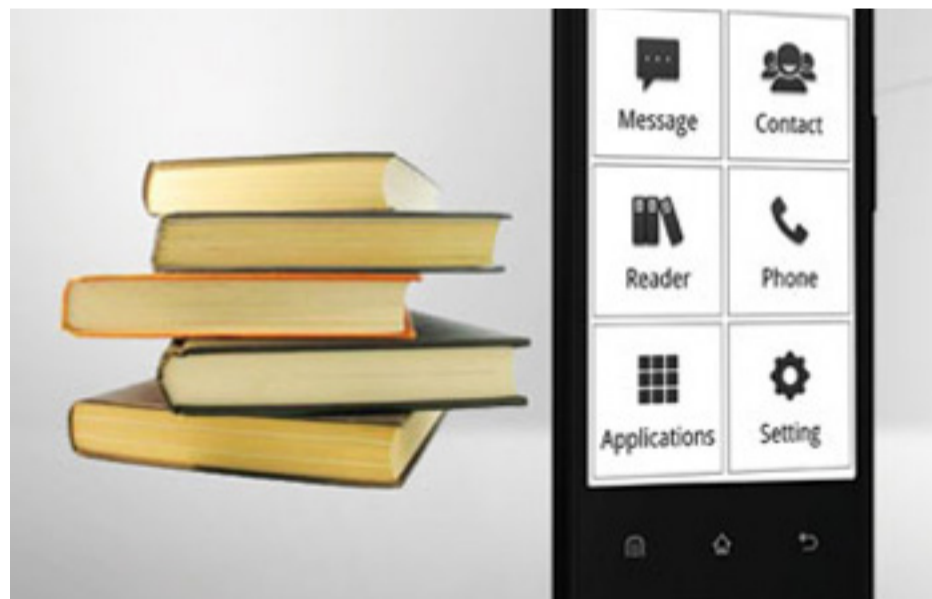 Message
Contact
Reader
Phone
Applications
Setting